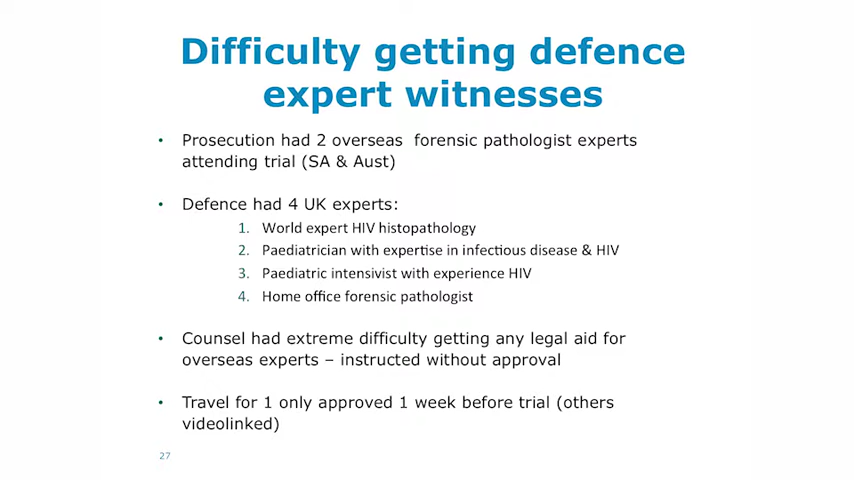 Difficulty getting defence
expert witnesses
• Prosecution had 2 overseas forensic pathologist experts
attending trial (SA & Aust)
• Defence had 4 UK experts:
1. World expert HIV histopathology
2. Paediatrician with expertise in infectious disease & HIV
3. Paediatric intensivist with experience HIV
4. Home office forensic pathologist
• Counsel had extreme difficulty getting any legal aid for
overseas experts – instructed without approval
• Travel for 1 only approved 1 week before trial (others
videolinked)
27